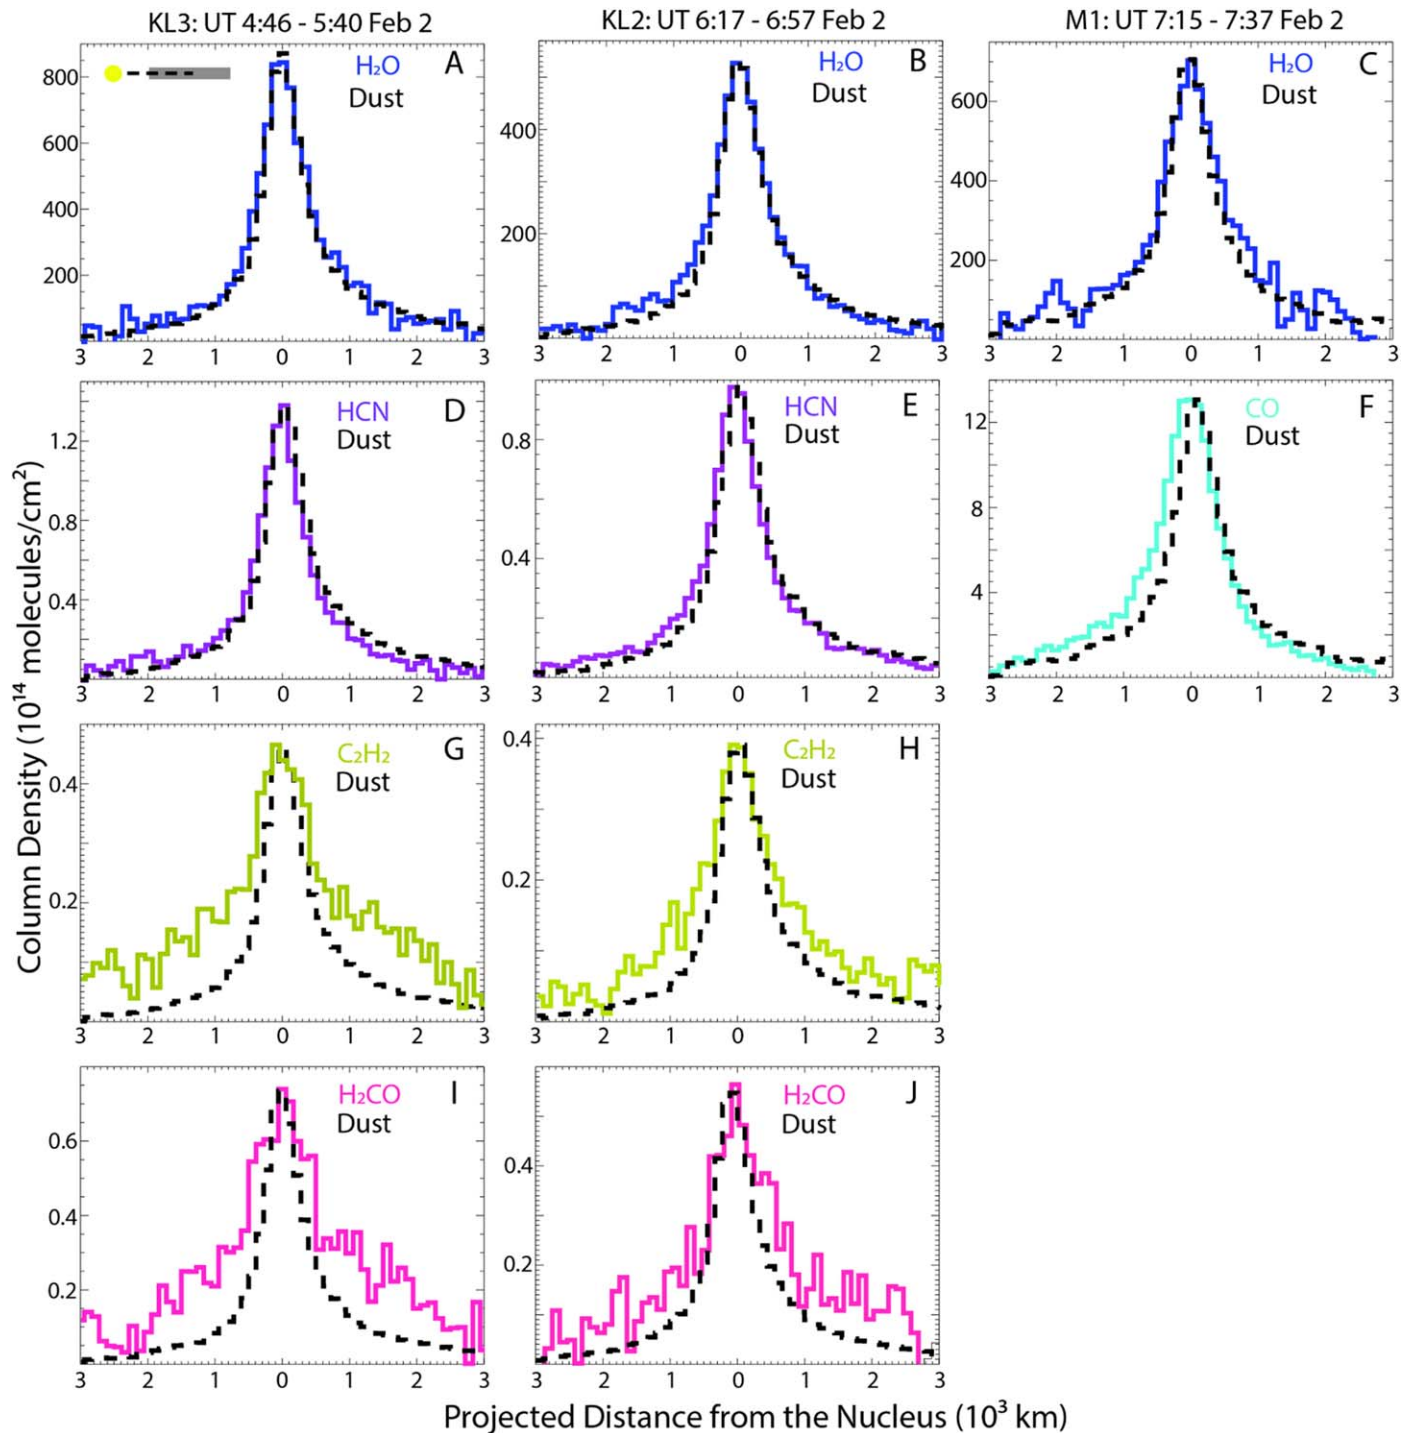 KL3: UT 4:46 - 5:40 Feb 2
KL2: UT 6:17 - 6:57 Feb 2
M1: UT 7:15 - 7:37 Feb 2
H₂O
Dust
A
800
600
400
200
3 2 1 0 1 2 3
H₂O
Dust
B
400
200
3 2 1 0 1 2 3
H₂O
Dust
C
600
400
200
3 2 1 0 1 2 3
HCN
Dust
D
1.2
0.8
0.4
3 2 1 0 1 2 3
HCN
Dust
E
0.8
0.4
3 2 1 0 1 2 3
CO
Dust
F
12
8
4
3 2 1 0 1 2 3
C₂H₂
Dust
G
0.4
0.2
3 2 1 0 1 2 3
C₂H₂
Dust
H
0.4
0.2
3 2 1 0 1 2 3
H₂CO
Dust
I
0.6
0.4
0.2
3 2 1 0 1 2 3
H₂CO
Dust
J
0.4
0.2
3 2 1 0 1 2 3
Column Density (10¹⁴ molecules/cm²)
Projected Distance from the Nucleus (10³ km)